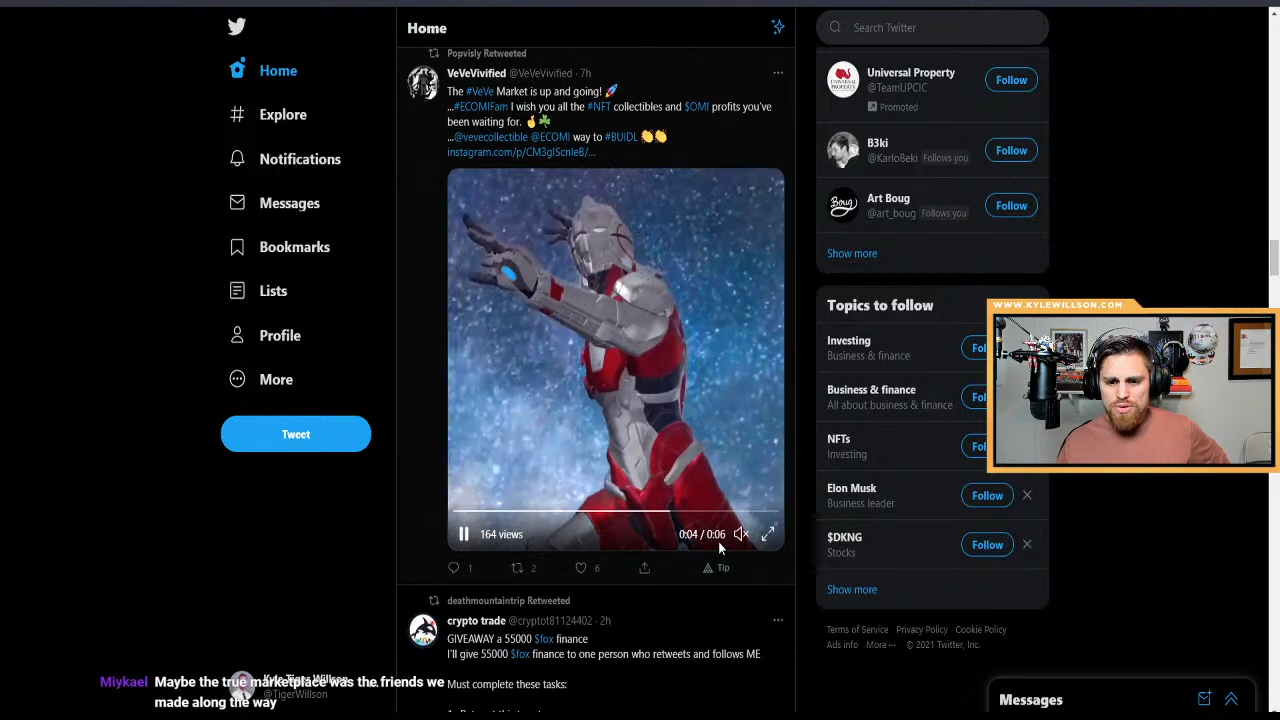 Home
Explore
Notifications
Messages
Bookmarks
Lists
Profile
More
Tweet
Home
Popvisly Retweeted
VeVeVivified @VeVeVivified · 7h
The #VeVe Market is up and going! 🚀
...#ECOMIFam I wish you all the #NFT collectibles and $OMI profits you've
been waiting for. 🤞☘️
...@vevecollectible @ECOMI way to #BUIDL 👏👏
instagram.com/p/CM3gIScnIeB/...
164 views
0:04 / 0:06
1
2
6
Tip
deathmountaintrip Retweeted
crypto trade @cryptot81124402 · 2h
GIVEAWAY a 55000 $fox finance
I'll give 55000 $fox finance to one person who retweets and follows ME
Must complete these tasks:
Search Twitter
Universal Property
@TeamUPCIC
Promoted
Follow
B3ki
@KarloBeki Follows you
Follow
Art Boug
@art_boug Follows you
Follow
Show more
Topics to follow
Investing
Business & finance
Business & finance
All about business & finance
NFTs
Investing
Elon Musk
Business leader
Follow
$DKNG
Stocks
Follow
Show more
Terms of Service Privacy Policy Cookie Policy
Ads info More ··· © 2021 Twitter, Inc.
WWW.KYLEWILLSON.COM
Messages
@TigerWillson
Miykael Maybe the true marketplace was the friends we
made along the way